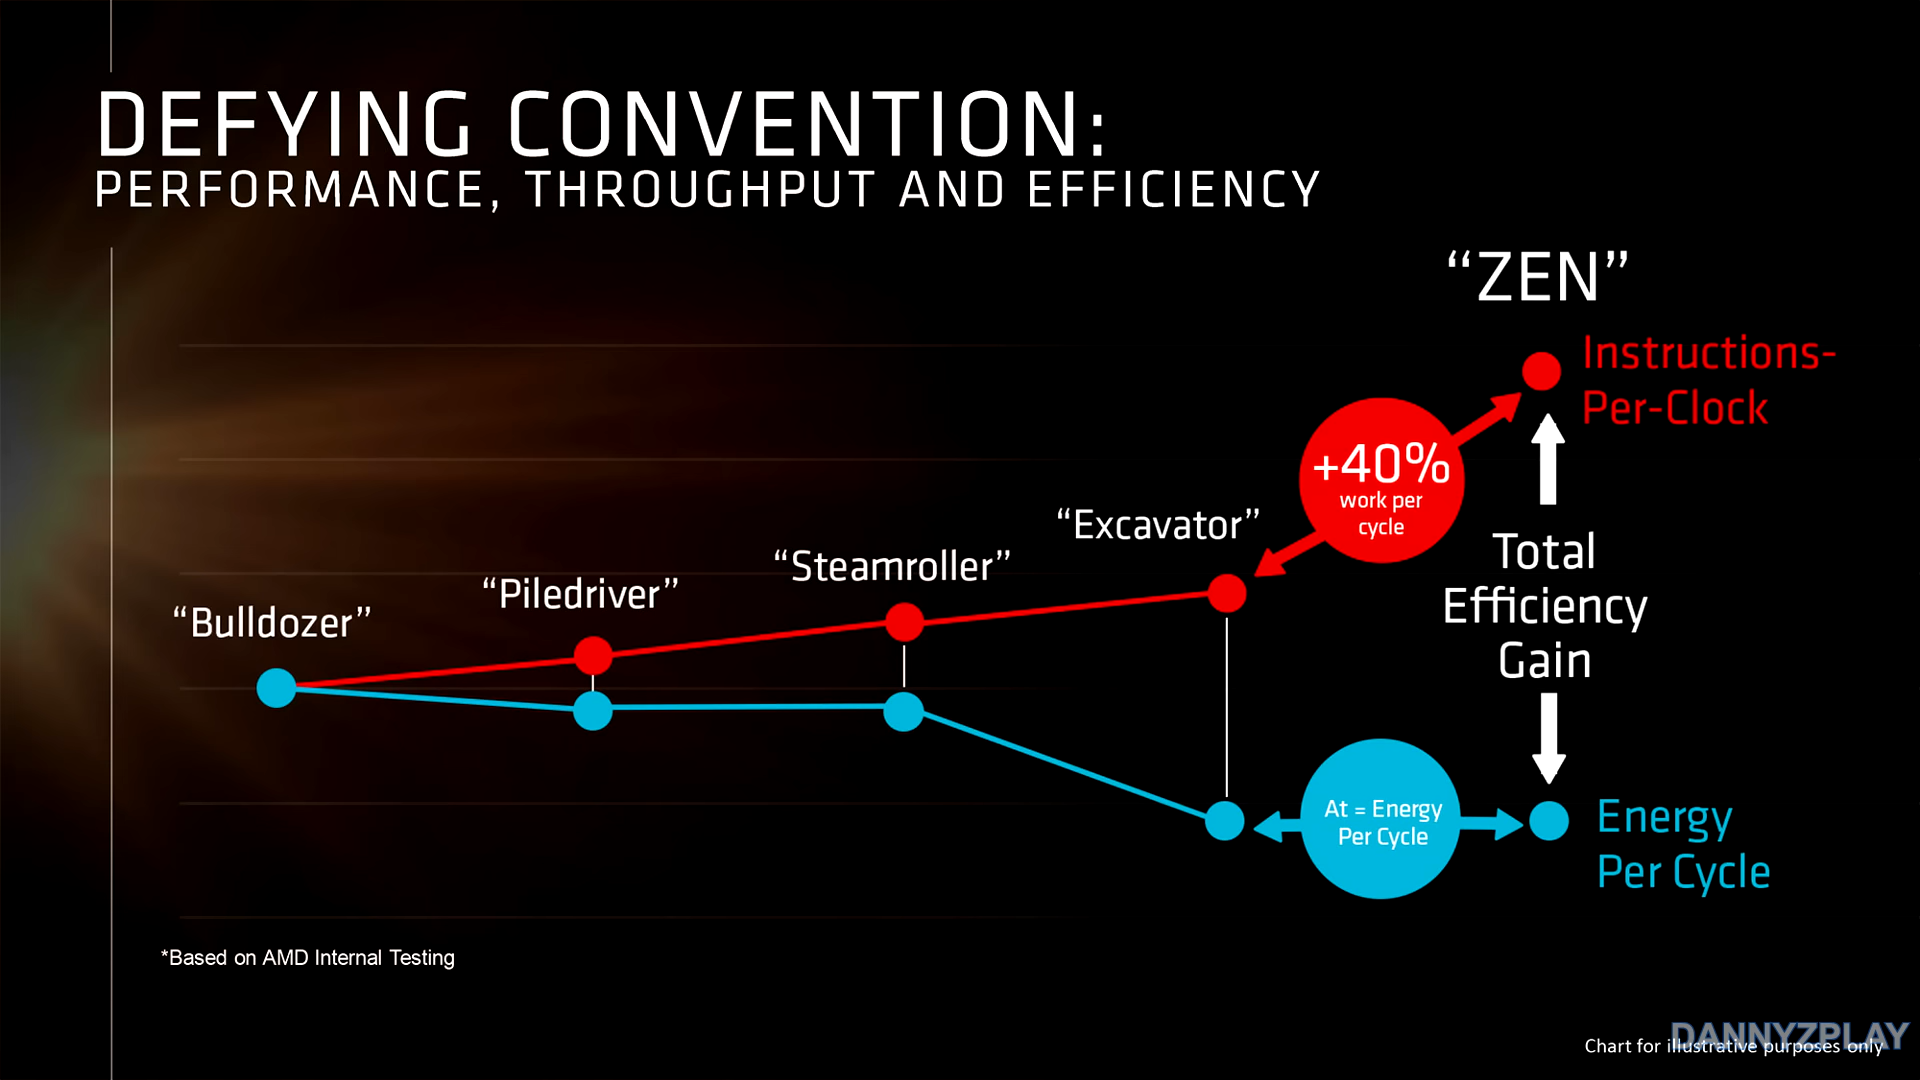 DEFYING CONVENTION:
PERFORMANCE, THROUGHPUT AND EFFICIENCY
“ZEN”
Instructions-
Per-Clock
+40%
work per
cycle
“Excavator”
“Steamroller”
“Piledriver”
“Bulldozer”
Total
Efficiency
Gain
At = Energy
Per Cycle
Energy
Per Cycle
*Based on AMD Internal Testing
DANNYZPLAY
Chart for illustrative purposes only